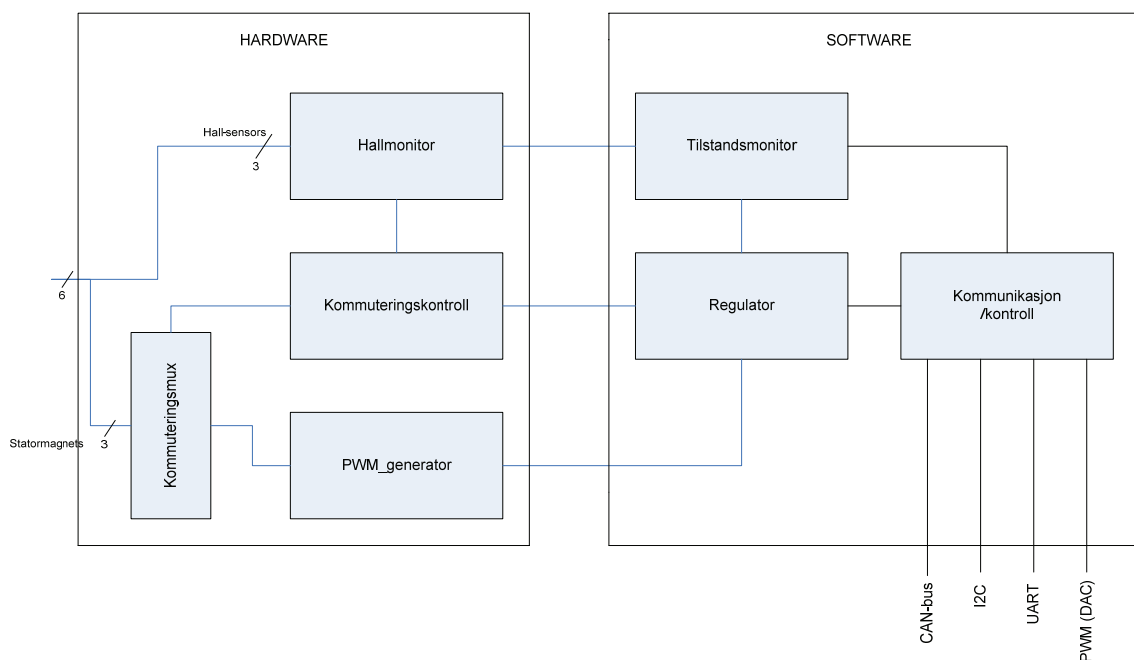 HARDWARE
SOFTWARE
Hall-sensors
3
Hallmonitor
Tilstandsmonitor
6
Kommuteringskontroll
Regulator
Kommunikasjon
/kontroll
Kommuteringsmux
Statormagnets
3
PWM_generator
CAN-bus
I2C
UART
PWM (DAC)